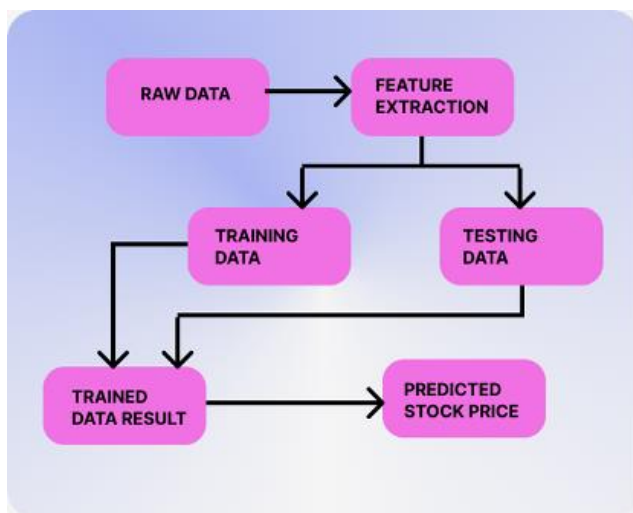 RAW DATA
FEATURE
EXTRACTION
TRAINING
DATA
TESTING
DATA
TRAINED
DATA RESULT
PREDICTED
STOCK PRICE